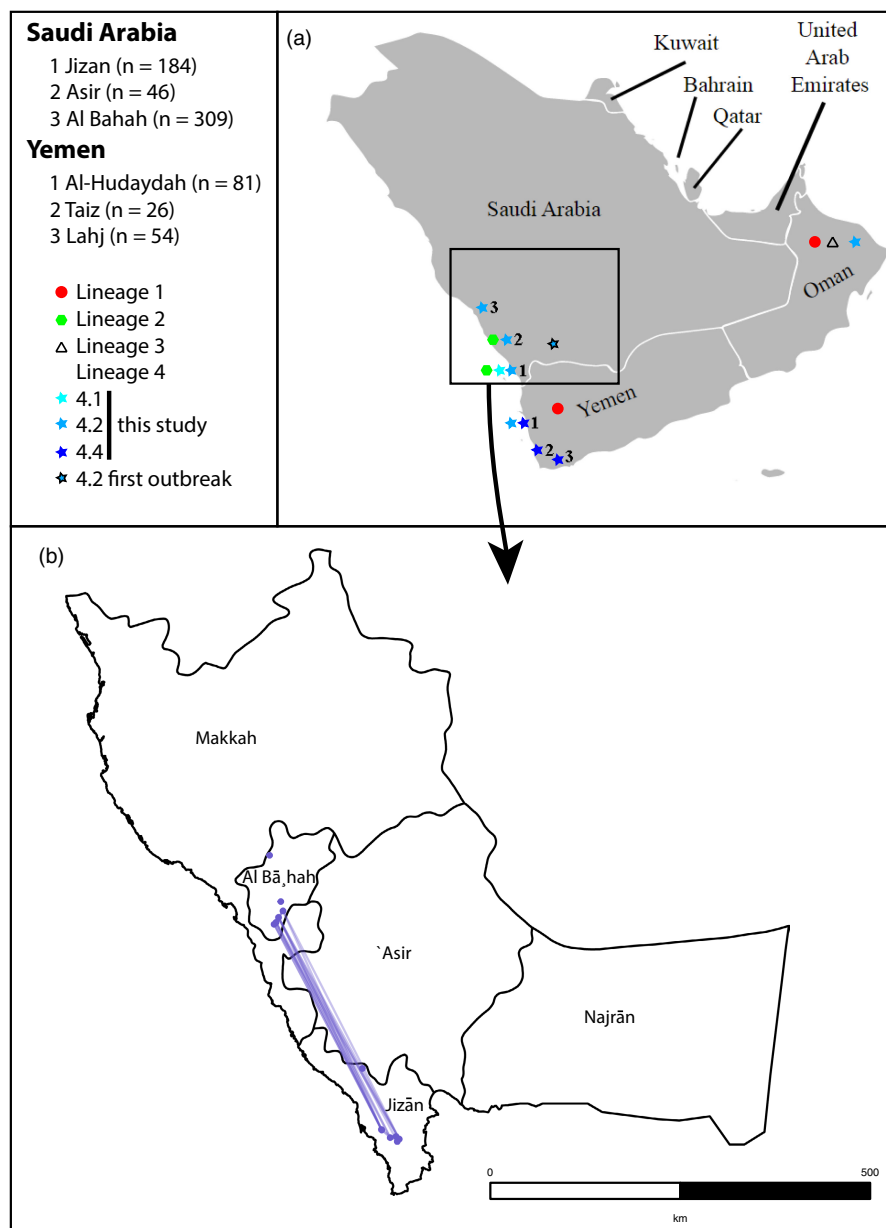 Saudi Arabia
1 Jizan (n = 184)
2 Asir (n = 46)
3 Al Bahah (n = 309)
Yemen
1 Al-Hudaydah (n = 81)
2 Taiz (n = 26)
3 Lahj (n = 54)
Lineage 1
Lineage 2
Lineage 3
Lineage 4
4.1
4.2
this study
4.4
4.2 first outbreak
(a)
Kuwait
Bahrain
Qatar
United
Arab
Emirates
Saudi Arabia
Oman
3
2
1
Yemen
1
2
3
(b)
Makkah
Al Bā¸hah
`Asir
Najrān
Jizān
0
500
km